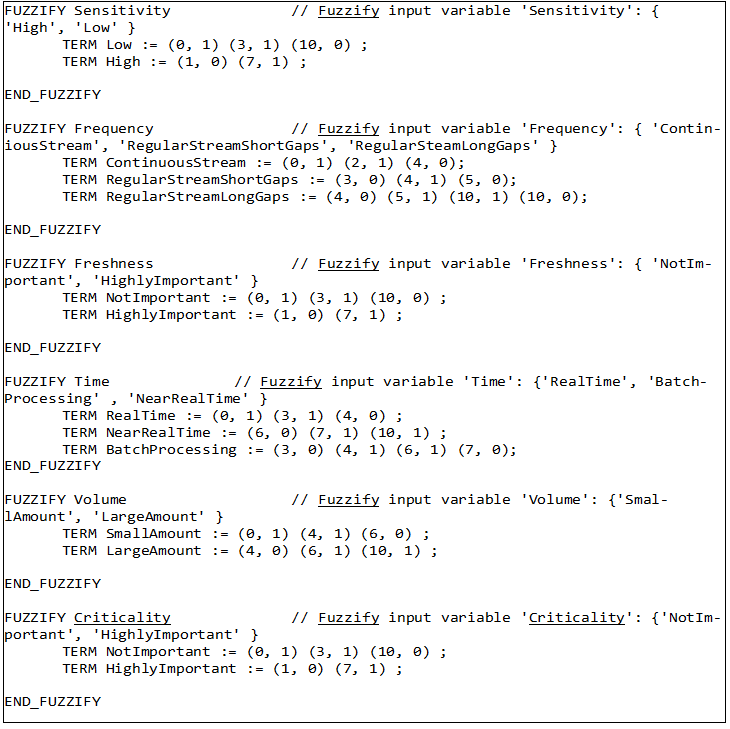 FUZZIFY Sensitivity // Fuzzify input variable 'Sensitivity': {
'High', 'Low' }
TERM Low := (0, 1) (3, 1) (10, 0) ;
TERM High := (1, 0) (7, 1) ;
END_FUZZIFY
FUZZIFY Frequency // Fuzzify input variable 'Frequency': { 'Contin-
iousStream', 'RegularStreamShortGaps', 'RegularSteamLongGaps' }
TERM ContinuousStream := (0, 1) (2, 1) (4, 0);
TERM RegularStreamShortGaps := (3, 0) (4, 1) (5, 0);
TERM RegularStreamLongGaps := (4, 0) (5, 1) (10, 1) (10, 0);
END_FUZZIFY
FUZZIFY Freshness // Fuzzify input variable 'Freshness': { 'NotIm-
portant', 'HighlyImportant' }
TERM NotImportant := (0, 1) (3, 1) (10, 0) ;
TERM HighlyImportant := (1, 0) (7, 1) ;
END_FUZZIFY
FUZZIFY Time // Fuzzify input variable 'Time': {'RealTime', 'Batch-
Processing' , 'NearRealTime' }
TERM RealTime := (0, 1) (3, 1) (4, 0) ;
TERM NearRealTime := (6, 0) (7, 1) (10, 1) ;
TERM BatchProcessing := (3, 0) (4, 1) (6, 1) (7, 0);
END_FUZZIFY
FUZZIFY Volume // Fuzzify input variable 'Volume': {'Smal-
lAmount', 'LargeAmount' }
TERM SmallAmount := (0, 1) (4, 1) (6, 0) ;
TERM LargeAmount := (4, 0) (6, 1) (10, 1) ;
END_FUZZIFY
FUZZIFY Criticality // Fuzzify input variable 'Criticality': {'NotIm-
portant', 'HighlyImportant' }
TERM NotImportant := (0, 1) (3, 1) (10, 0) ;
TERM HighlyImportant := (1, 0) (7, 1) ;
END_FUZZIFY